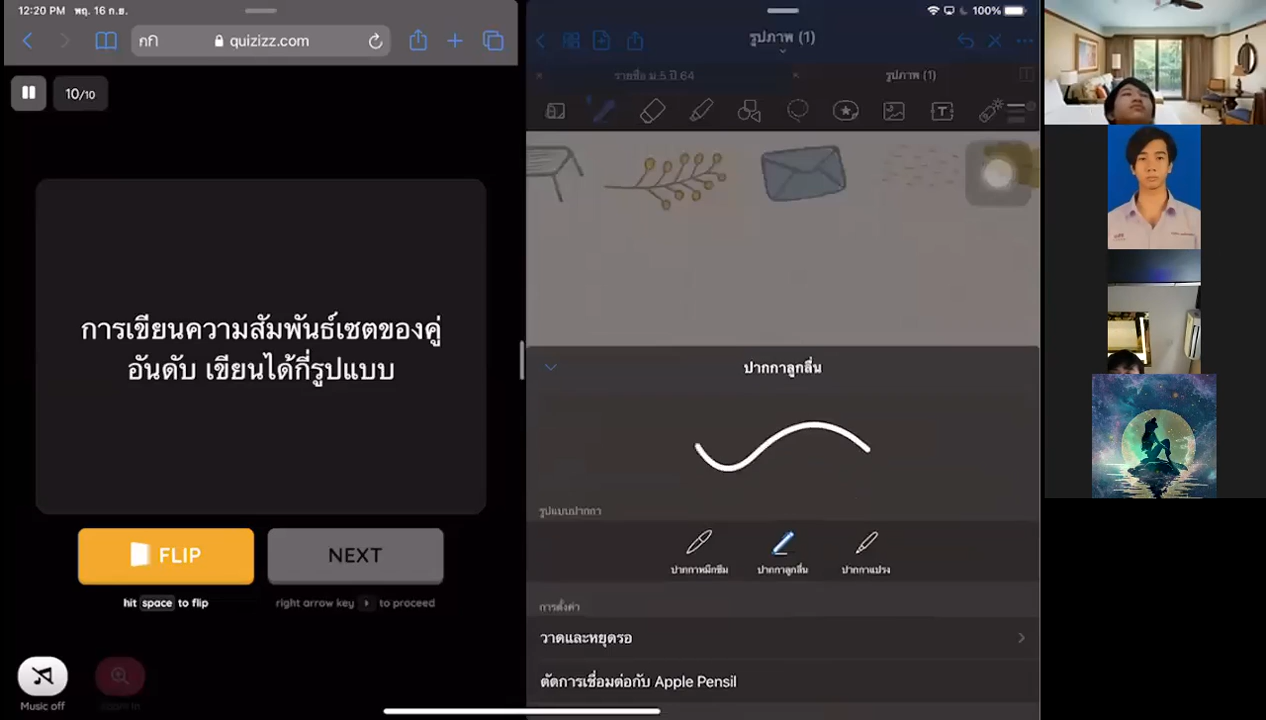 12:20 PM พฤ. 16 ก.ย.
100%
กก quizizz.com
รูปภาพ (1)
รายชื่อ ม.5 ปี 64
รูปภาพ (1)
10/10
การเขียนความสัมพันธ์เซตของคู่
อันดับ เขียนได้กี่รูปแบบ
FLIP
NEXT
hit space to flip
right arrow key to proceed
Music off
Zoom in
ปากกาลูกลื่น
รูปแบบปากกา
ปากกาหมึกซึม
ปากกาลูกลื่น
ปากกาแปรง
การตั้งค่า
วาดและหยุดรอ
ตัดการเชื่อมต่อกับ Apple Pensil